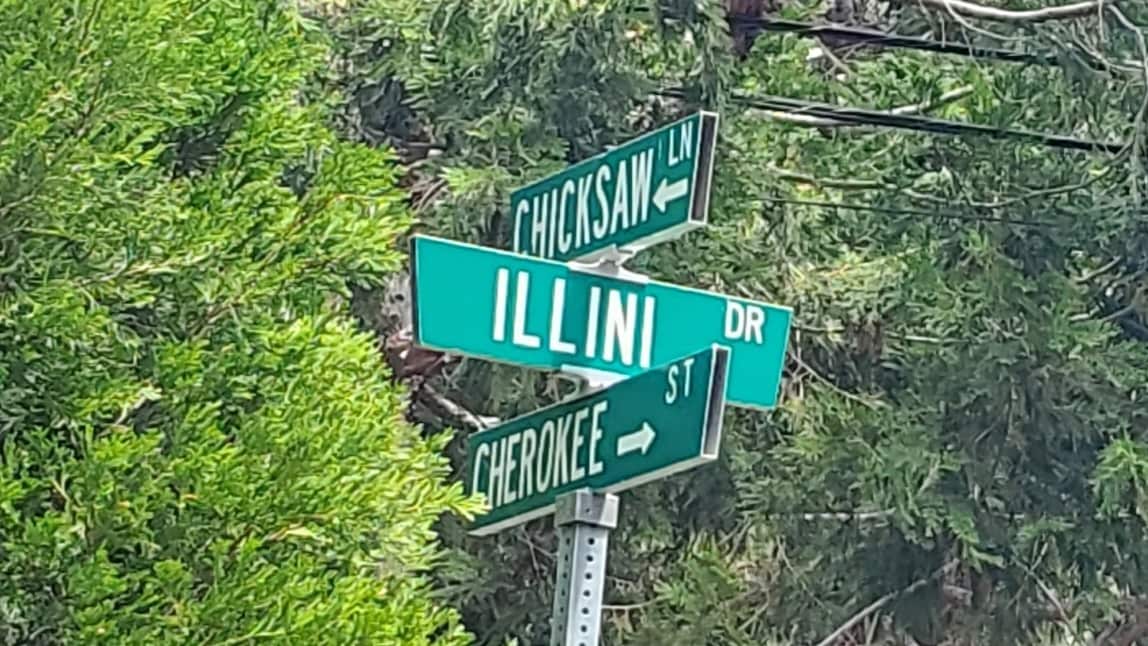 CHICKSAW LN
←
ILLINI DR
CHEROKEE ST
→